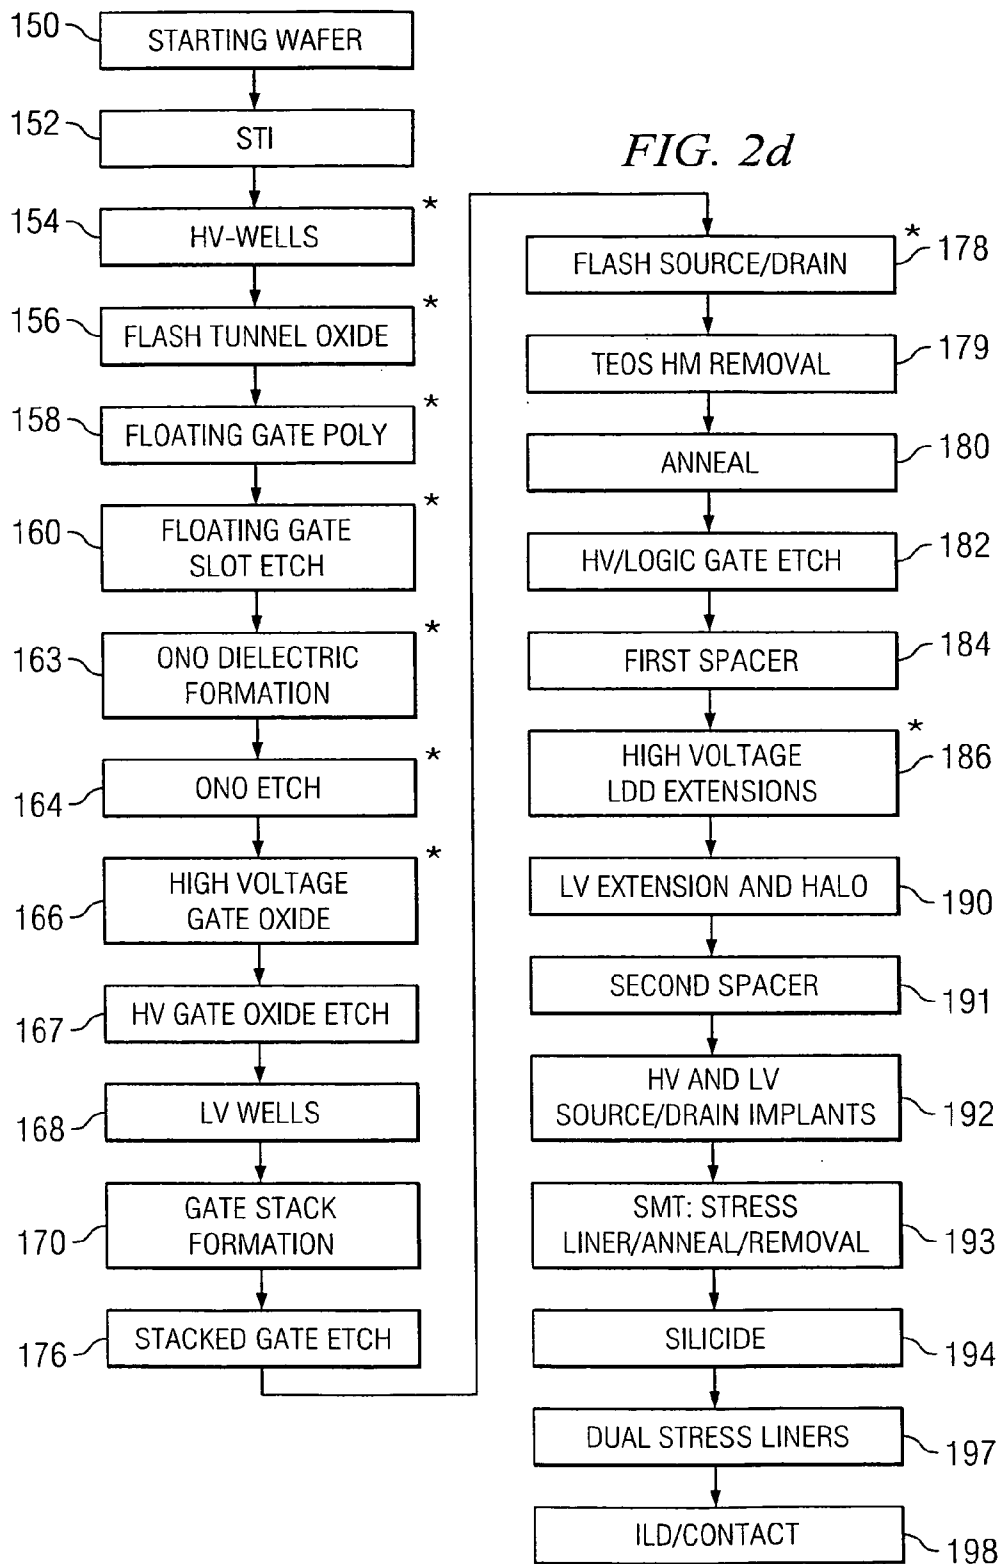 150
STARTING WAFER
152
STI
154
HV-WELLS
*
156
FLASH TUNNEL OXIDE
*
158
FLOATING GATE POLY
*
160
FLOATING GATE
SLOT ETCH
*
163
ONO DIELECTRIC
FORMATION
*
164
ONO ETCH
*
166
HIGH VOLTAGE
GATE OXIDE
*
167
HV GATE OXIDE ETCH
168
LV WELLS
170
GATE STACK
FORMATION
176
STACKED GATE ETCH
FIG. 2d
FLASH SOURCE/DRAIN
*
178
TEOS HM REMOVAL
179
ANNEAL
180
HV/LOGIC GATE ETCH
182
FIRST SPACER
184
HIGH VOLTAGE
LDD EXTENSIONS
*
186
LV EXTENSION AND HALO
190
SECOND SPACER
191
HV AND LV
SOURCE/DRAIN IMPLANTS
192
SMT: STRESS
LINER/ANNEAL/REMOVAL
193
SILICIDE
194
DUAL STRESS LINERS
197
ILD/CONTACT
198